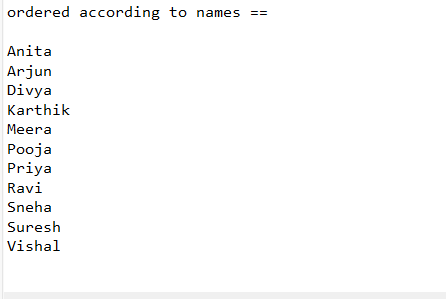 ordered according to names ==
Anita
Arjun
Divya
Karthik
Meera
Pooja
Priya
Ravi
Sneha
Suresh
Vishal